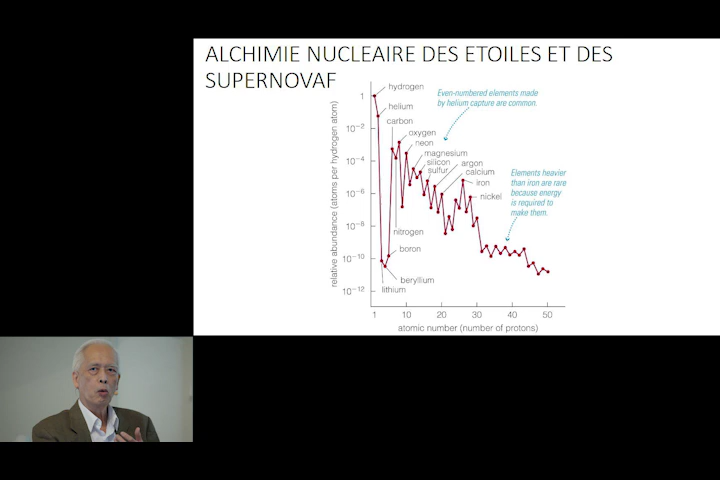 ALCHIMIE NUCLEAIRE DES ETOILES ET DES
SUPERNOVAE
hydrogen
Even-numbered elements made
by helium capture are common.
helium
carbon
oxygen
neon
magnesium
silicon
sulfur
argon
calcium
iron
nickel
Elements heavier
than iron are rare
because energy
is required to
make them.
nitrogen
boron
beryllium
lithium
relative abundance (atoms per hydrogen atom)
1
10⁻²
10⁻⁴
10⁻⁶
10⁻⁸
10⁻¹⁰
10⁻¹²
1 10 20 30 40 50
atomic number (number of protons)